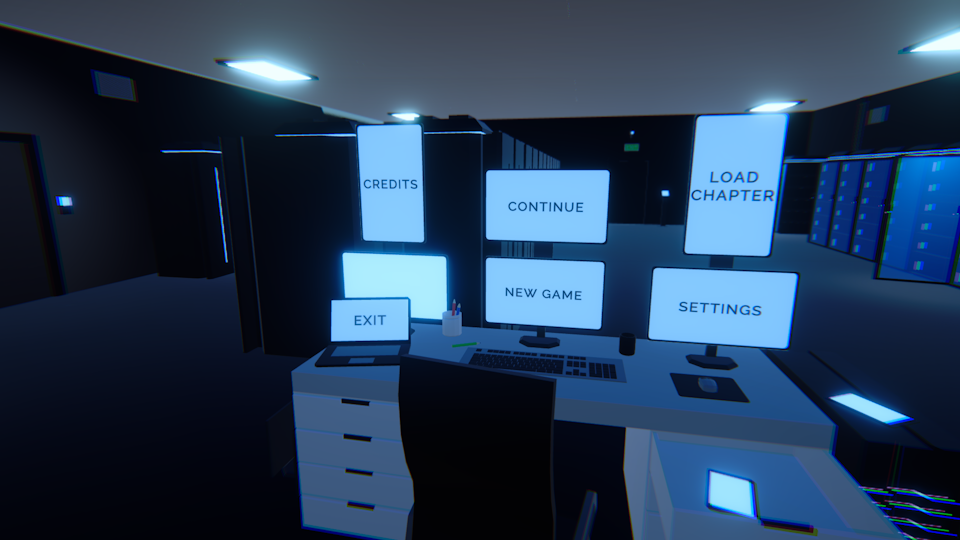 CREDITS
CONTINUE
LOAD
CHAPTER
NEW GAME
SETTINGS
EXIT